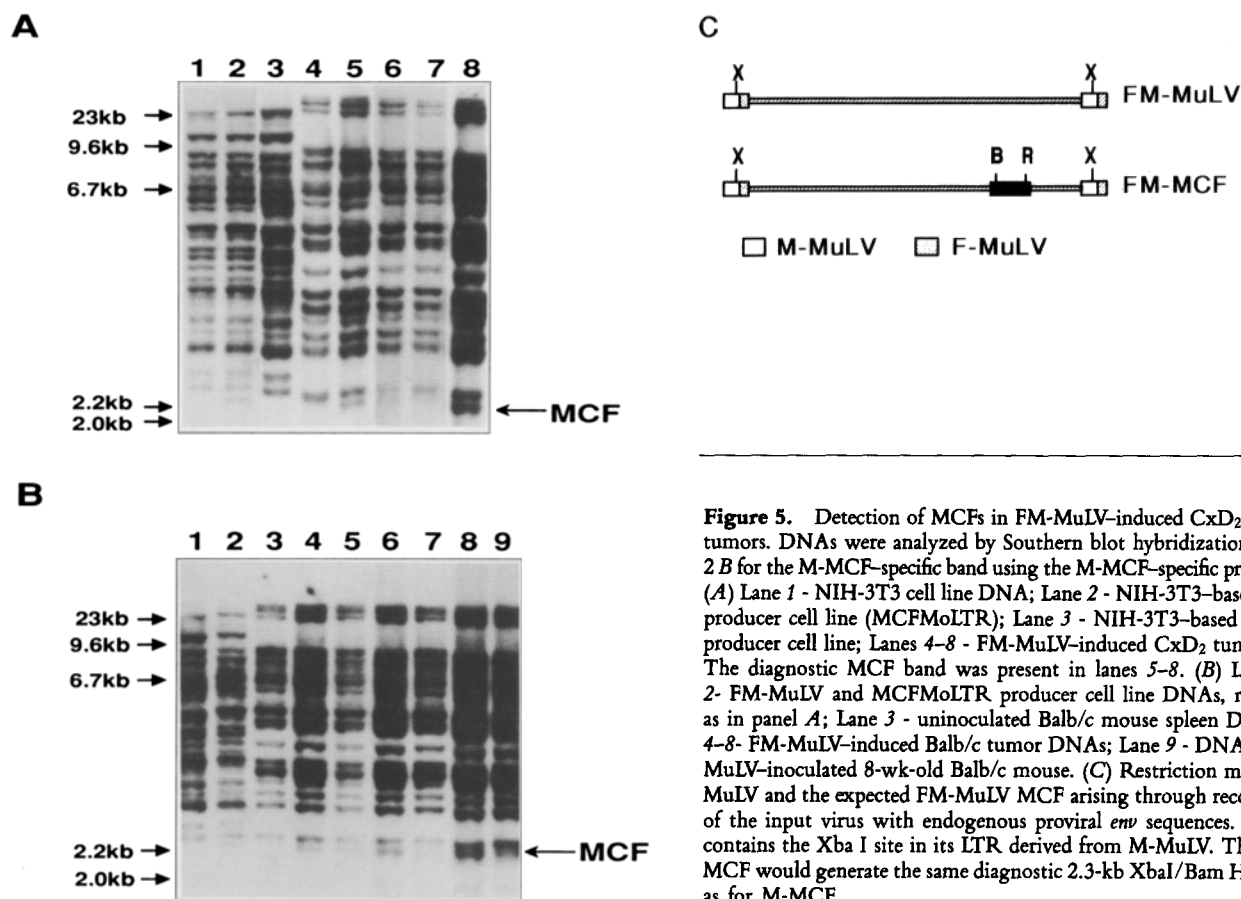 A
1 2 3 4 5 6 7 8
23kb
9.6kb
6.7kb
2.2kb
2.0kb
MCF
B
1 2 3 4 5 6 7 8 9
23kb
9.6kb
6.7kb
2.2kb
2.0kb
MCF
C
X X
FM-MuLV
X B R X
FM-MCF
M-MuLV F-MuLV
Figure 5. Detection of MCFs in FM-MuLV–induced CxD2
tumors. DNAs were analyzed by Southern blot hybridization
2 B for the M-MCF–specific band using the M-MCF–specific
(A) Lane 1 - NIH-3T3 cell line DNA; Lane 2 - NIH-3T3–
producer cell line (MCFMoLTR); Lane 3 - NIH-3T3–based
producer cell line; Lanes 4–8 - FM-MuLV–induced CxD2
The diagnostic MCF band was present in lanes 5–8. (B)
2- FM-MuLV and MCFMoLTR producer cell line DNAs,
as in panel A; Lane 3 - uninoculated Balb/c mouse spleen
4–8- FM-MuLV–induced Balb/c tumor DNAs; Lane 9 - DNA
MuLV–inoculated 8-wk-old Balb/c mouse. (C) Restriction
MuLV and the expected FM-MuLV MCF arising through
of the input virus with endogenous proviral env sequences.
contains the Xba I site in its LTR derived from M-MuLV.
MCF would generate the same diagnostic 2.3-kb XbaI/Bam
as for M-MCF.